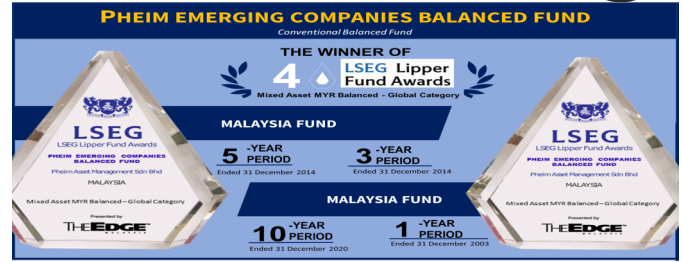 PHEIM EMERGING COMPANIES BALANCED FUND
Conventional Balanced Fund
THE WINNER OF
4 LSEG Lipper
Fund Awards
Mixed Asset MYR Balanced - Global Category
MALAYSIA FUND
5 -YEAR PERIOD
Ended 31 December 2014
3 -YEAR PERIOD
Ended 31 December 2014
MALAYSIA FUND
10 -YEAR PERIOD
Ended 31 December 2020
1 -YEAR PERIOD
Ended 31 December 2003
LSEG
LSEG Lipper Fund Awards
PHEIM EMERGING COMPANIES
BALANCED FUND
Pheim Asset Management Sdn Bhd
MALAYSIA
Mixed Asset MYR Balanced—Global Category
Presented by
THE EDGE
MALAYSIA
LSEG
LSEG Lipper Fund Awards
PHEIM EMERGING COMPANIES
BALANCED FUND
Pheim Asset Management Sdn Bhd
MALAYSIA
Mixed Asset MYR Balanced—Global Category
Presented by
THE EDGE
MALAYSIA